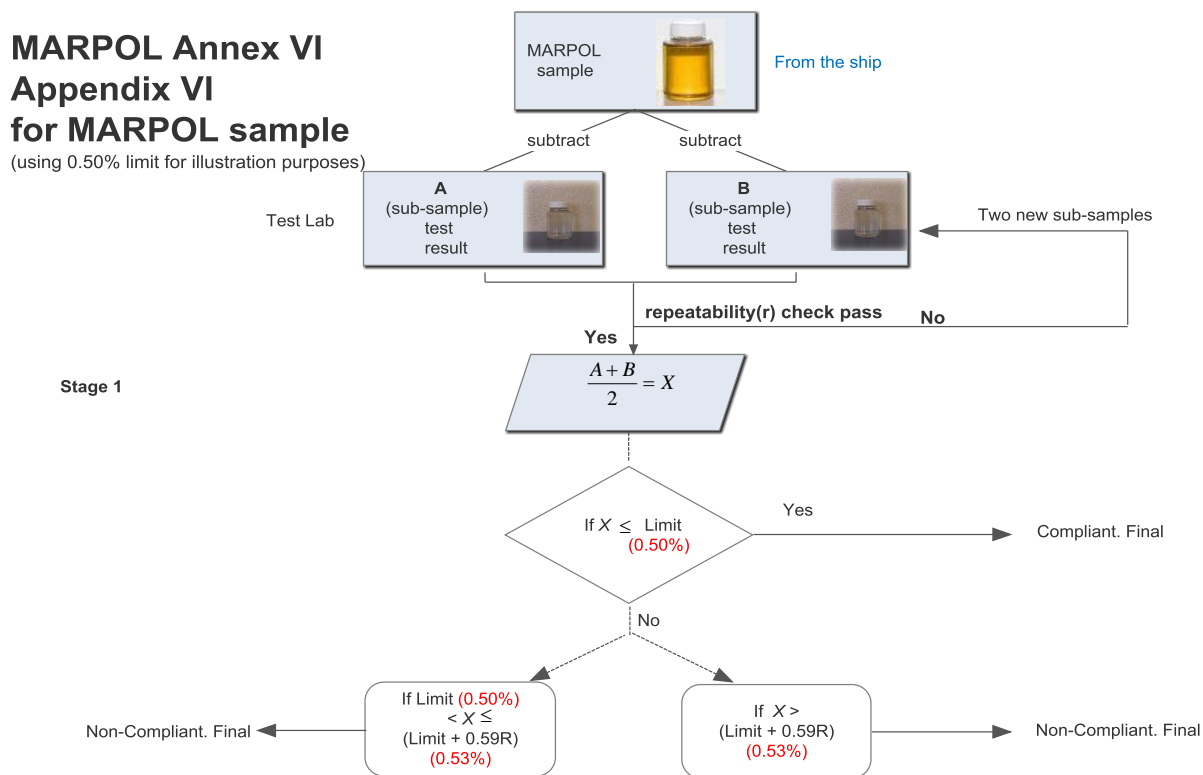 MARPOL Annex VI
Appendix VI
for MARPOL sample
(using 0.50% limit for illustration purposes)
MARPOL
sample
From the ship
subtract
subtract
Test Lab
A
(sub-sample)
test
result
B
(sub-sample)
test
result
Two new sub-samples
repeatability(r) check pass
No
Yes
Stage 1
A + B
2
= X
If X ≤ Limit
(0.50%)
Yes
Compliant. Final
No
Non-Compliant. Final
If Limit (0.50%)
< X ≤
(Limit + 0.59R)
(0.53%)
If X >
(Limit + 0.59R)
(0.53%)
Non-Compliant. Final